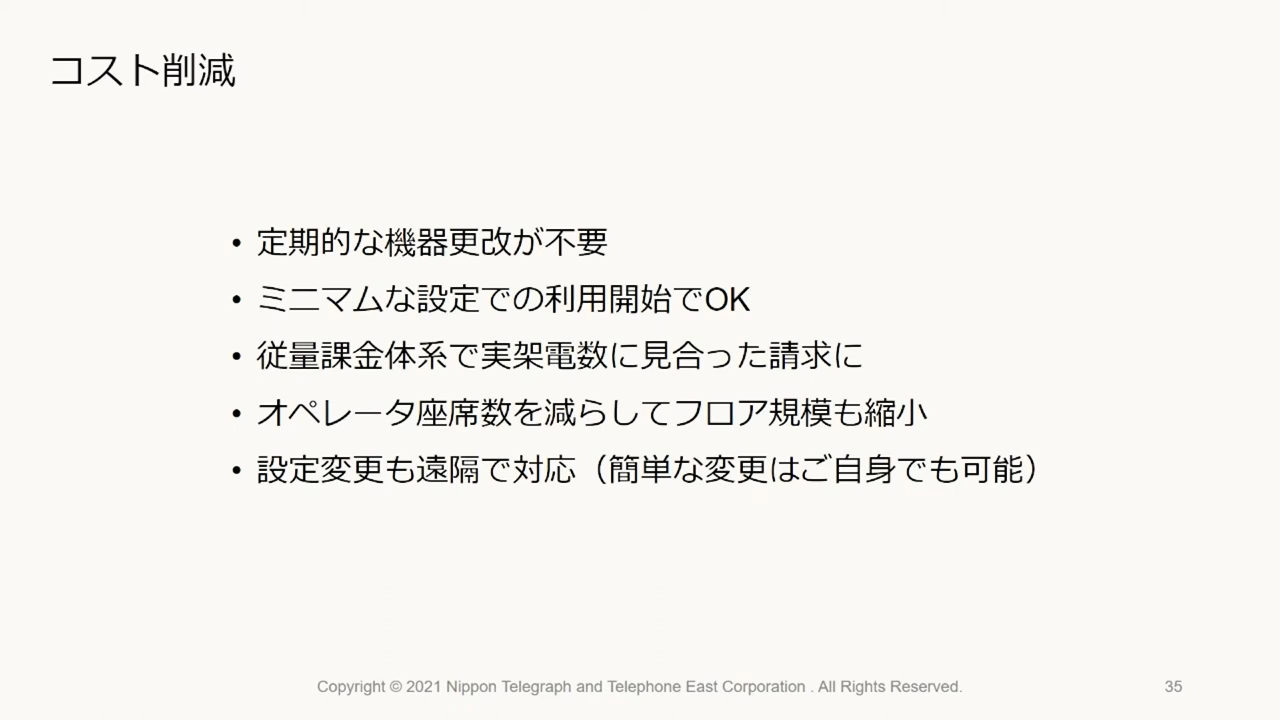 コスト削減
• 定期的な機器更改が不要
• ミニマムな設定での利用開始でOK
• 従量課金体系で実架電数に見合った請求に
• オペレータ座席数を減らしてフロア規模も縮小
• 設定変更も遠隔で対応（簡単な変更はご自身でも可能）
Copyright © 2021 Nippon Telegraph and Telephone East Corporation . All Rights Reserved.
35